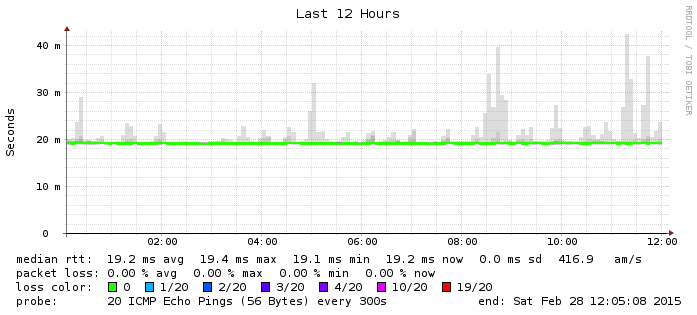 Last 12 Hours
RRDTOOL / TOBI OETIKER
Seconds
40 m
30 m
20 m
10 m
0
02:00 04:00 06:00 08:00 10:00 12:00
median rtt: 19.2 ms avg 19.4 ms max 19.1 ms min 19.2 ms now 0.0 ms sd 416.9 am/s
packet loss: 0.00 % avg 0.00 % max 0.00 % min 0.00 % now
loss color: 0 1/20 2/20 3/20 4/20 10/20 19/20
probe: 20 ICMP Echo Pings (56 Bytes) every 300s end: Sat Feb 28 12:05:08 2015